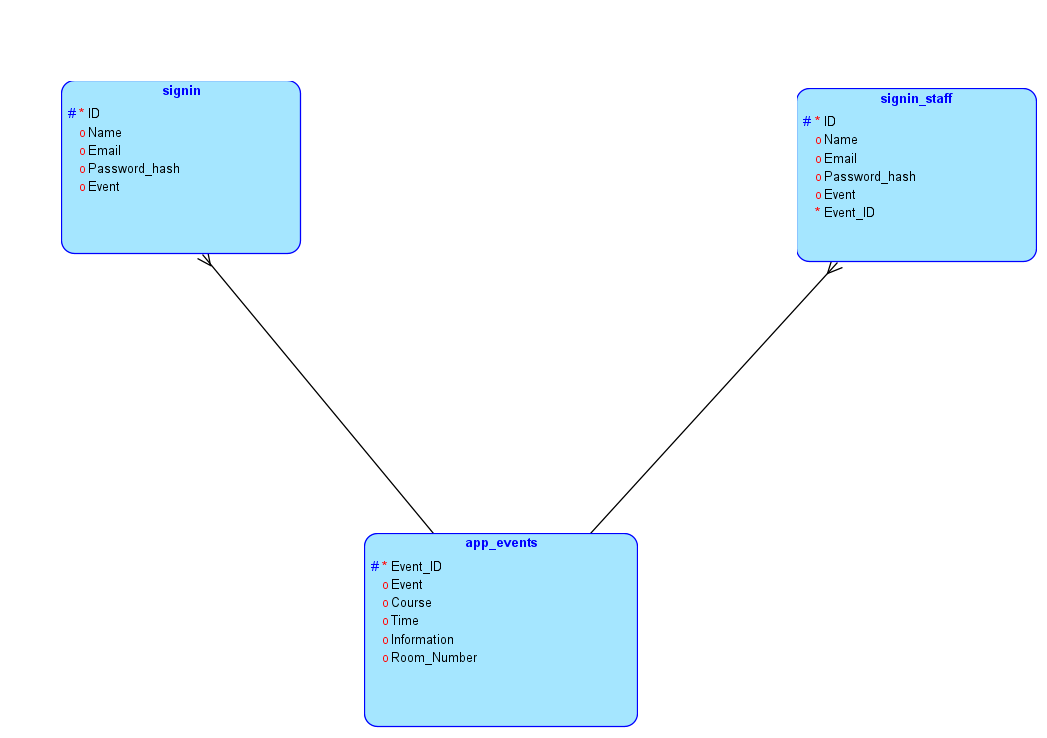 signin
# * ID
o Name
o Email
o Password_hash
o Event
signin_staff
# * ID
o Name
o Email
o Password_hash
o Event
* Event_ID
app_events
# * Event_ID
o Event
o Course
o Time
o Information
o Room_Number